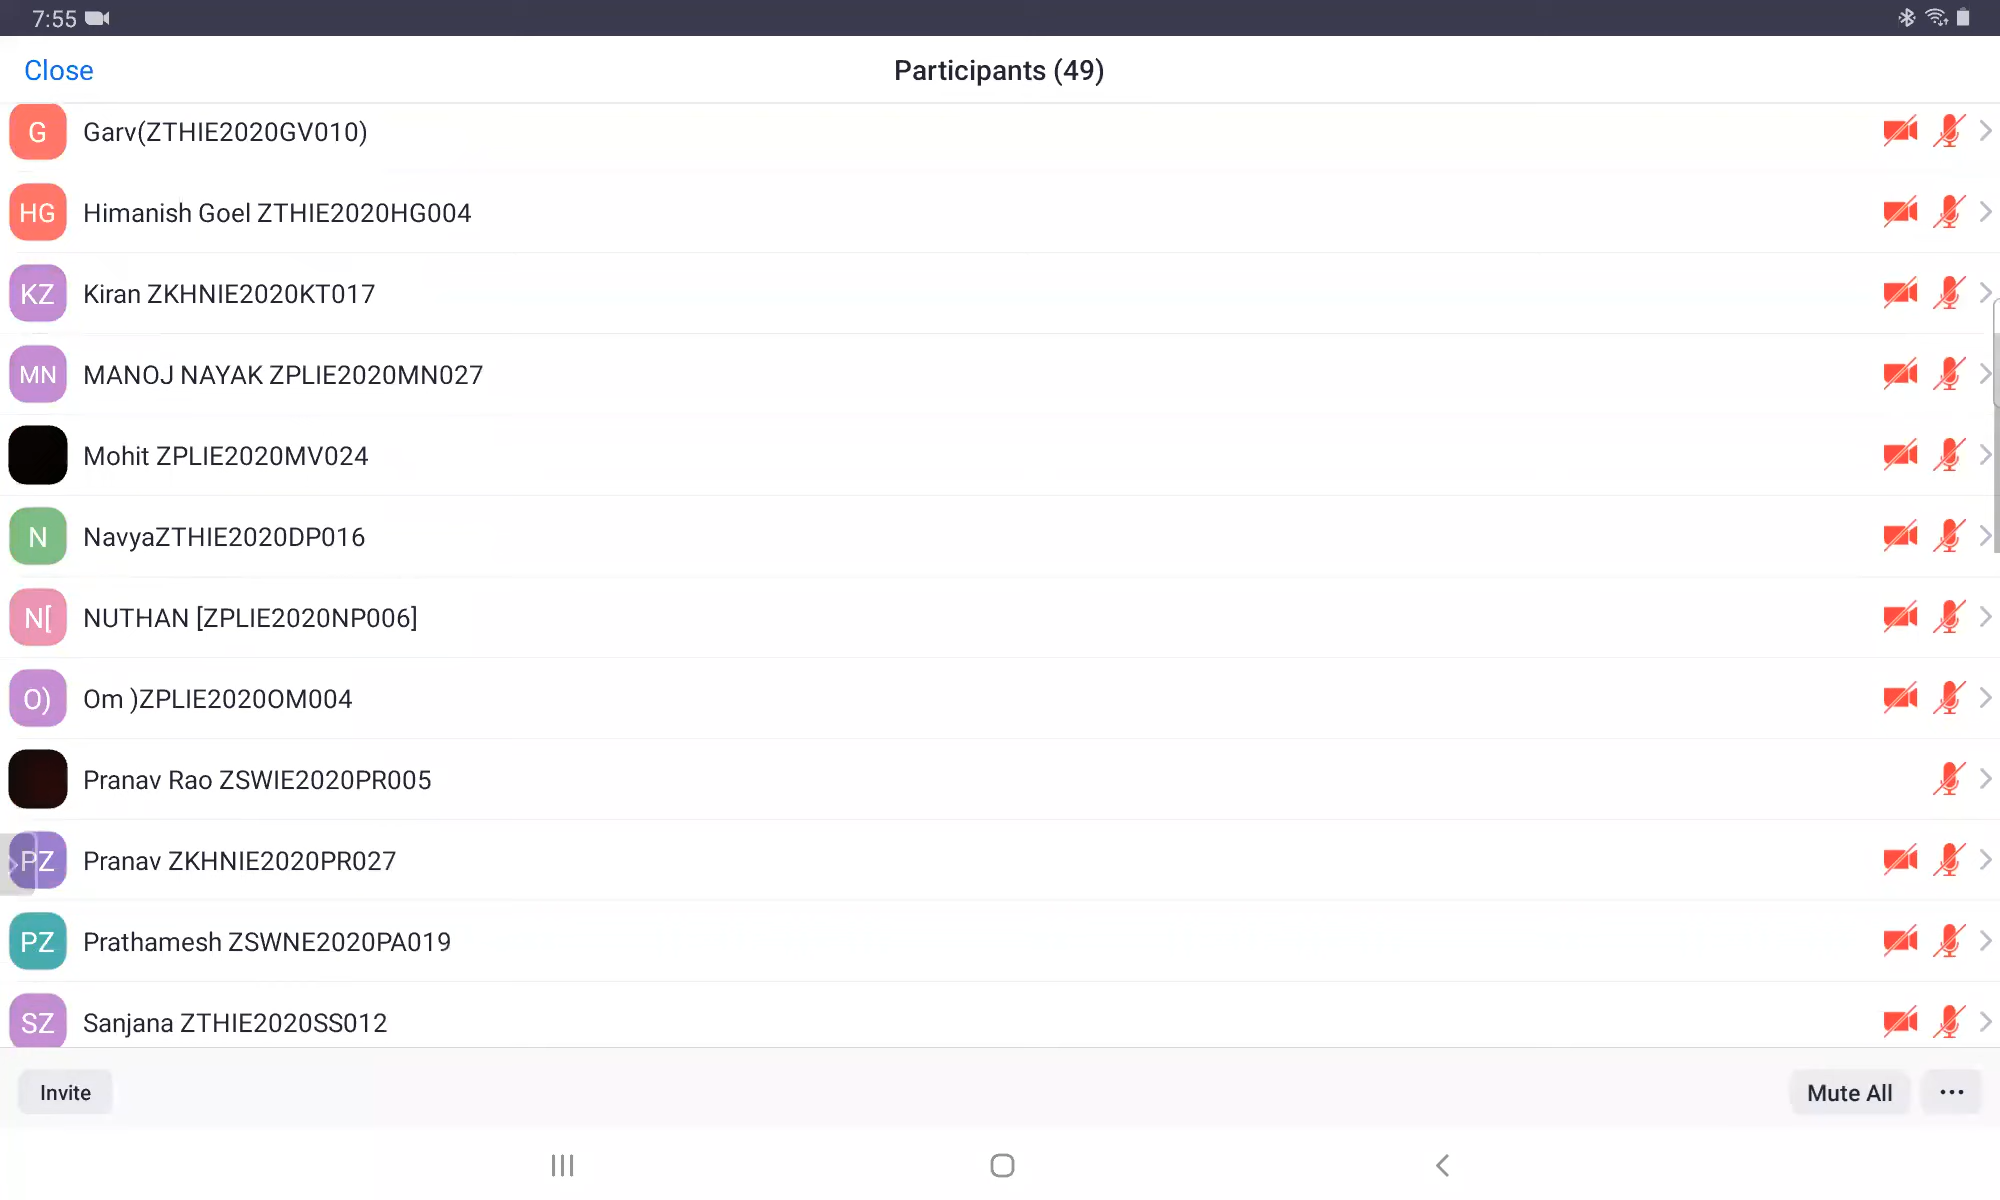 7:55
Close
Participants (49)
G Garv(ZTHIE2020GV010)
HG Himanish Goel ZTHIE2020HG004
KZ Kiran ZKHNIE2020KT017
MN MANOJ NAYAK ZPLIE2020MN027
Mohit ZPLIE2020MV024
N NavyaZTHIE2020DP016
N[ NUTHAN [ZPLIE2020NP006]
O) Om )ZPLIE2020OM004
Pranav Rao ZSWIE2020PR005
PZ Pranav ZKHNIE2020PR027
PZ Prathamesh ZSWNE2020PA019
SZ Sanjana ZTHIE2020SS012
Invite
Mute All